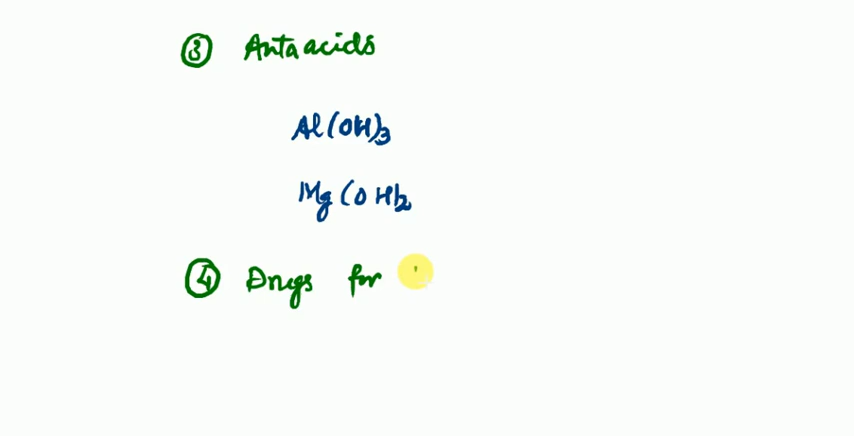 ③ Antaacids
Al(OH)3
Mg(OH)2
④ Drugs for